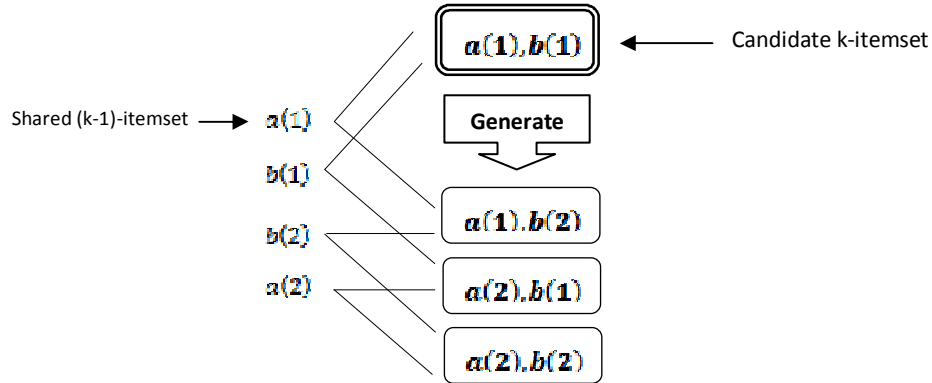 a(1),b(1)
Candidate k-itemset
Shared (k-1)-itemset
a(1)
Generate
b(1)
a(1),b(2)
b(2)
a(2)
a(2),b(1)
a(2),b(2)